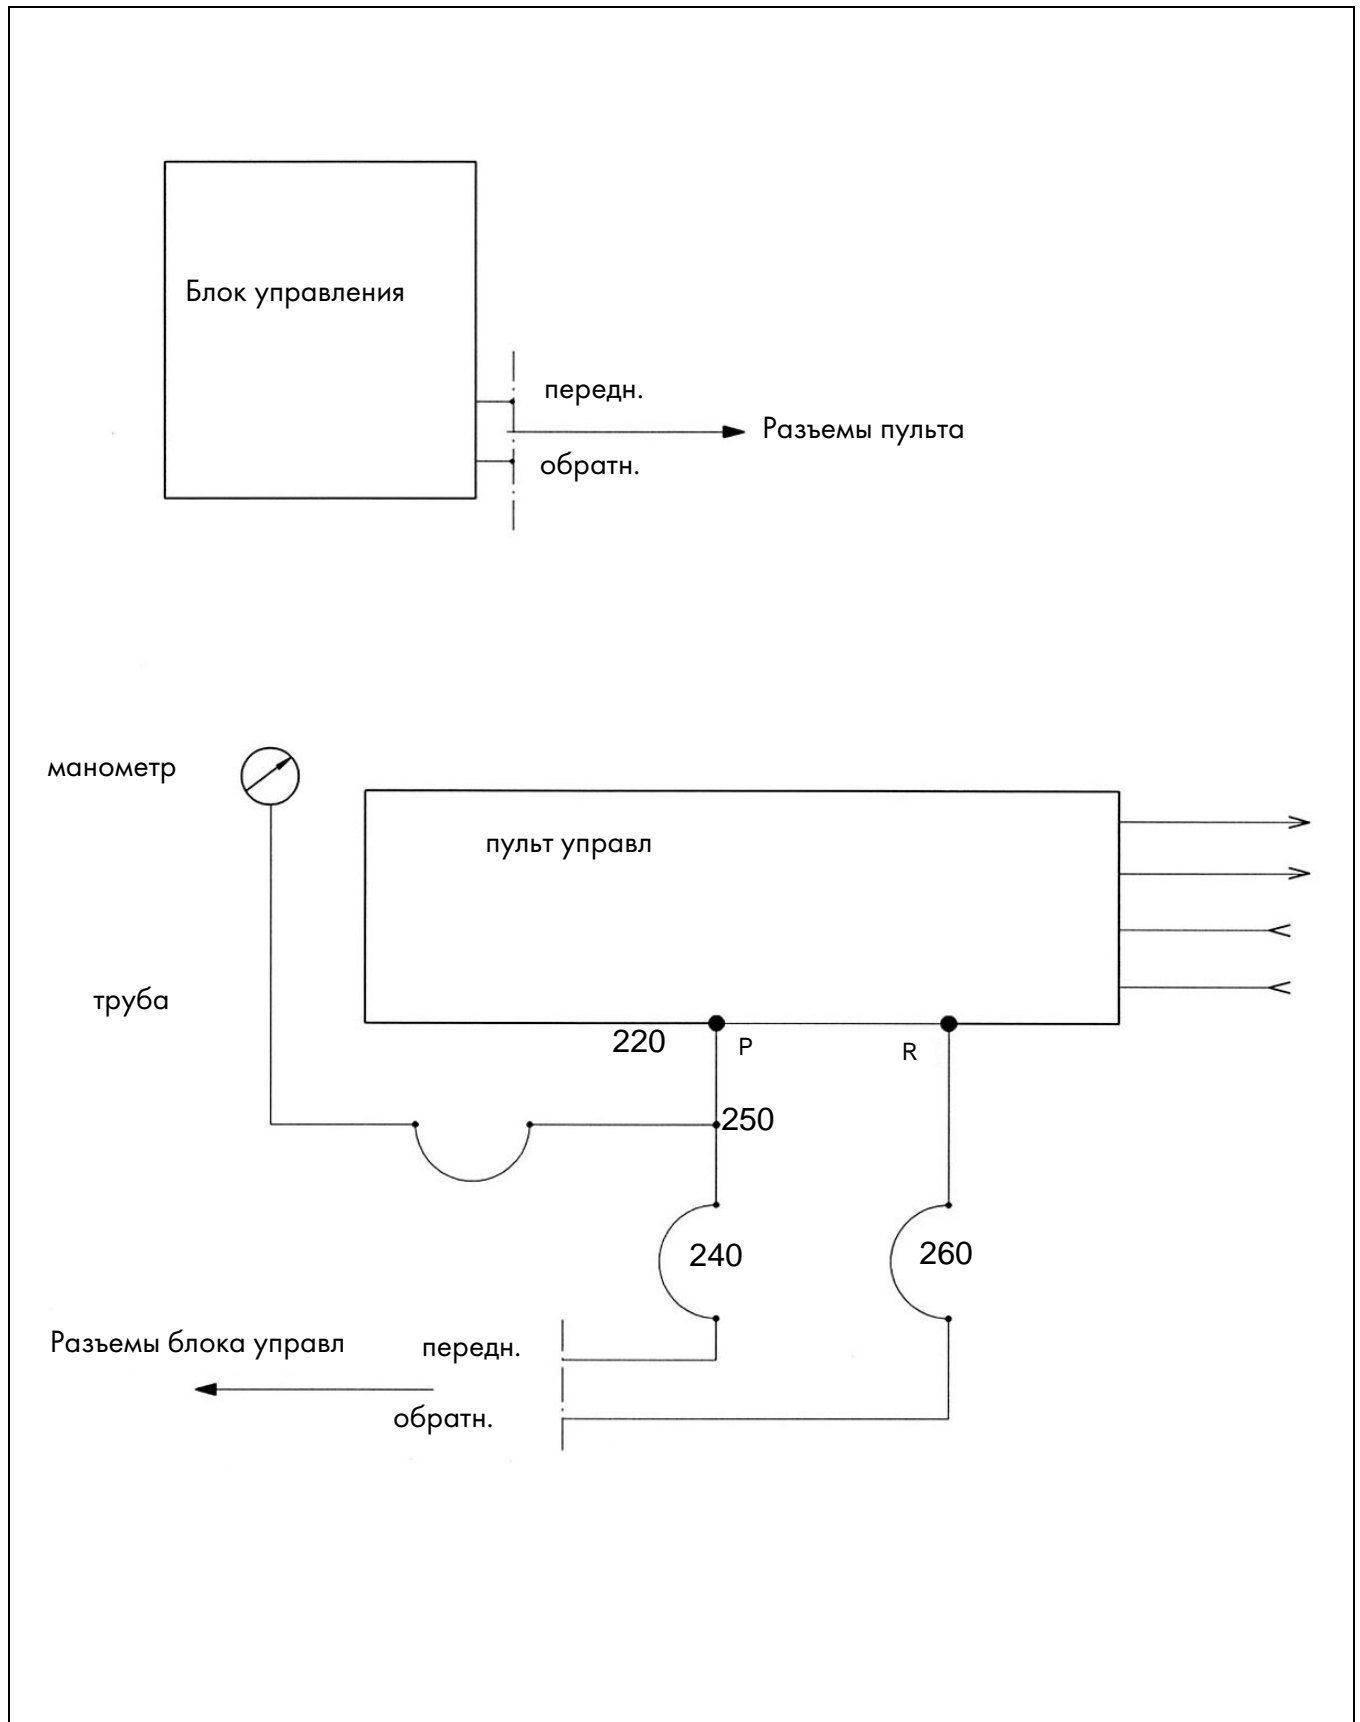 Блок управления
передн.
Разъемы пульта
обратн.
манометр
пульт управл
труба
220
P
R
250
240
260
Разъемы блока управл
передн.
обратн.